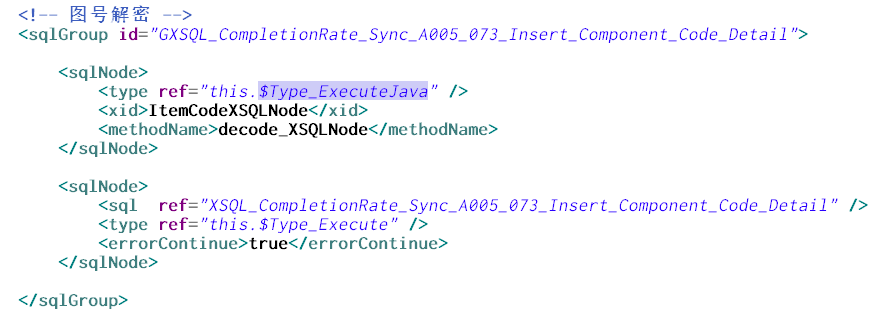 <!-- 图号解密 -->
<sqlGroup id="GXSQL_CompletionRate_Sync_A005_073_Insert_Component_Code_Detail">
<sqlNode>
<type ref="this.$Type_ExecuteJava" />
<xid>ItemCodeXSQLNode</xid>
<methodName>decode_XSQLNode</methodName>
</sqlNode>
<sqlNode>
<sql  ref="XSQL_CompletionRate_Sync_A005_073_Insert_Component_Code_Detail" />
<type ref="this.$Type_Execute" />
<errorContinue>true</errorContinue>
</sqlNode>
</sqlGroup>